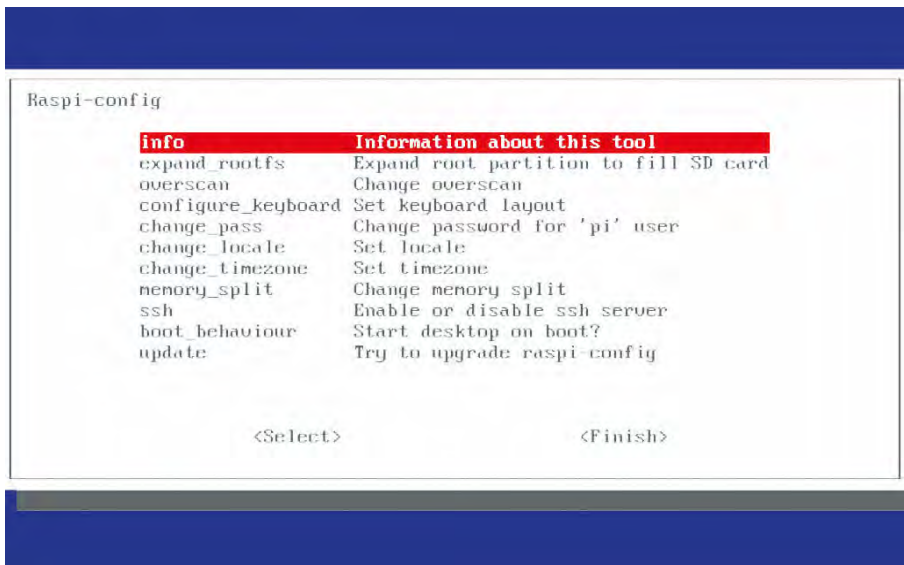 Raspi-config
info Information about this tool
expand_rootfs Expand root partition to fill SD card
overscan Change overscan
configure_keyboard Set keyboard layout
change_pass Change password for 'pi' user
change_locale Set locale
change_timezone Set timezone
memory_split Change memory split
ssh Enable or disable ssh server
boot_behaviour Start desktop on boot?
update Try to upgrade raspi-config
<Select> <Finish>